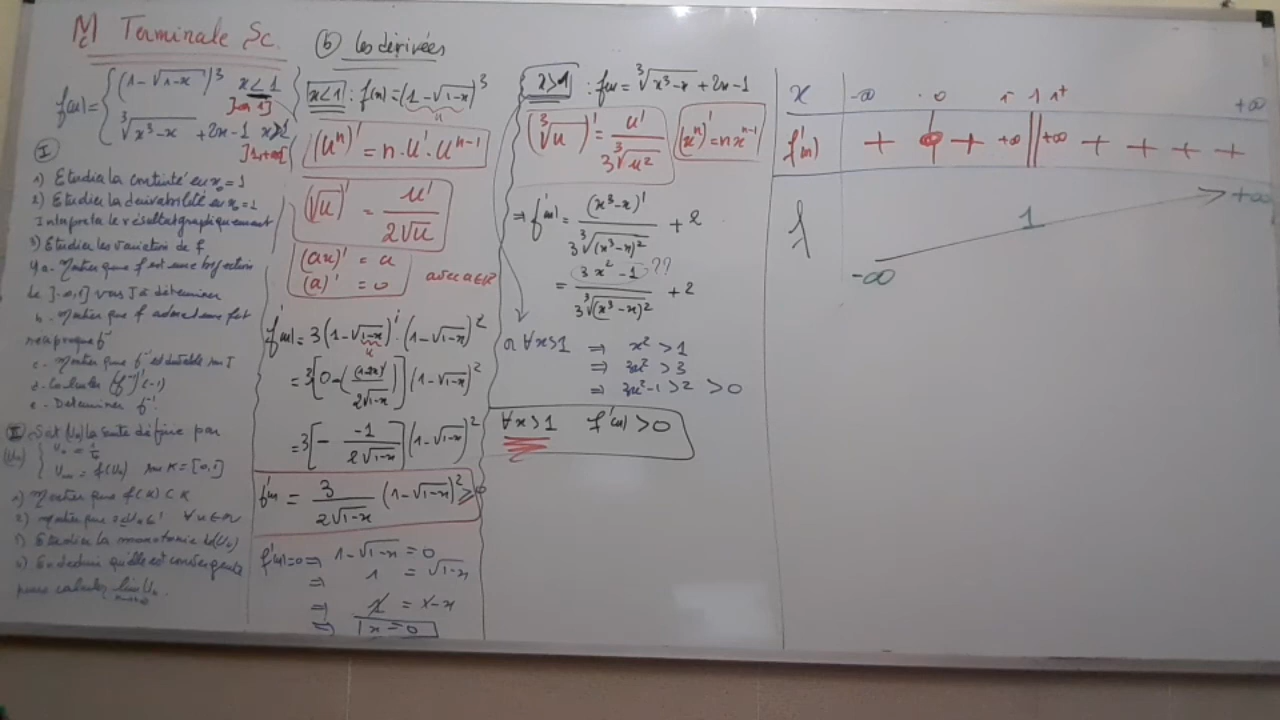 Terminale Sc.
f(x) = { (1-√(1-x))³ x ≤ 1
]-∞, 1]
∛(x³-x) + 2x-1 x>1
]1, +∞[
I
1) Etudier la continuité en x₀ = 1
2) Etudier la dérivabilité en x₀ = 1
Interpreter le résultat graphiquement
3) Etudier les variations de f
4) a - Montrer que f est une bijection
de ]-∞, 1] vers J à déterminer
b - Montrer que f admet une fct
réciproque f⁻¹
c - Montrer que f⁻¹ est dérivable sur I
d - Calculer (f⁻¹)'(-1)
e - Determiner f⁻¹
II Soit (Uₙ) la suite définie par
(Uₙ) { U₀ =
Uₙ₊₁ = f(Uₙ) sur K = [0,1]
1) Montrer que f(K) ⊂ K
2) Montrer que ∀n∈N
3) Etudier la monotonie de (Uₙ)
4) En deduire qu'elle est convergente
puis calculer lim Uₙ.
b les dérivées
x<1 : f(x) = (1-√(1-x))³
u
(uⁿ)' = n·u'·uⁿ⁻¹
(√u)' = u' / 2√u
(ax)' = a
(a)' = 0 avec a∈R
f'(x) = 3(1-√(1-x))'·(1-√(1-x))²
u
= 3[0-((1-x)' / 2√(1-x))](1-√(1-x))²
= 3[- -1 / 2√(1-x)](1-√(1-x))²
f'(x) = 3 / 2√(1-x) (1-√(1-x))² ≥ 0
f'(x)=0 ⇒ 1-√(1-x) = 0
⇒ 1 = √(1-x)
⇒ 1 = 1-x
⇒ x = 0
x>1 : f(x) = ∛(x³-x) + 2x-1
(∛u)' = u' / 3∛u²
(xⁿ)' = nxⁿ⁻¹
⇒ f'(x) = (x³-x)' / 3∛(x³-x)² + 2
= 3x²-1 / 3∛(x³-x)² + 2 ??
or ∀x>1 ⇒ x² > 1
⇒ 3x² > 3
⇒ 3x²-1 > 2 > 0
∀x>1 f'(x) > 0
x -∞ 0 1⁻ 1 1⁺ +∞
f'(x) + 0 + +∞ || +∞ + + + +
f -∞ 1 +∞